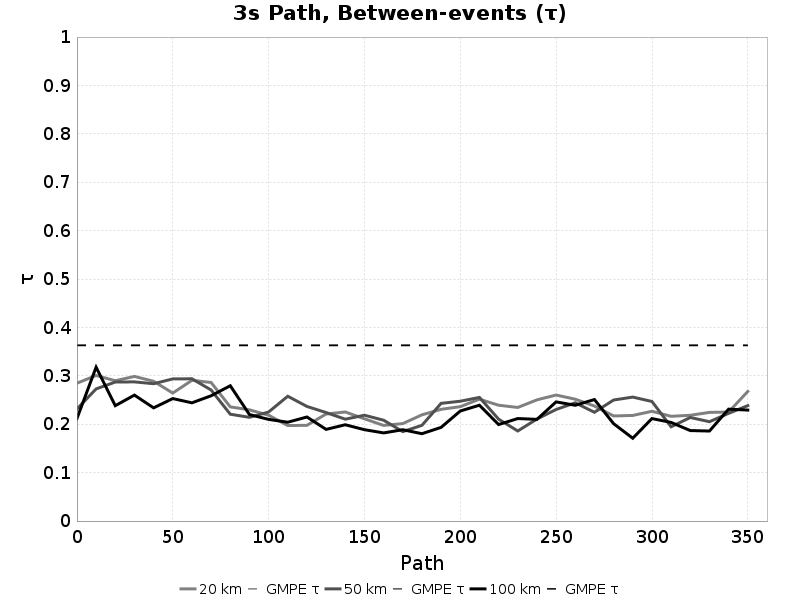 3s Path, Between-events (τ)
1
0.9
0.8
0.7
0.6
0.5
0.4
0.3
0.2
0.1
0
τ
0 50 100 150 200 250 300 350
Path
20 km GMPE τ 50 km GMPE τ 100 km GMPE τ